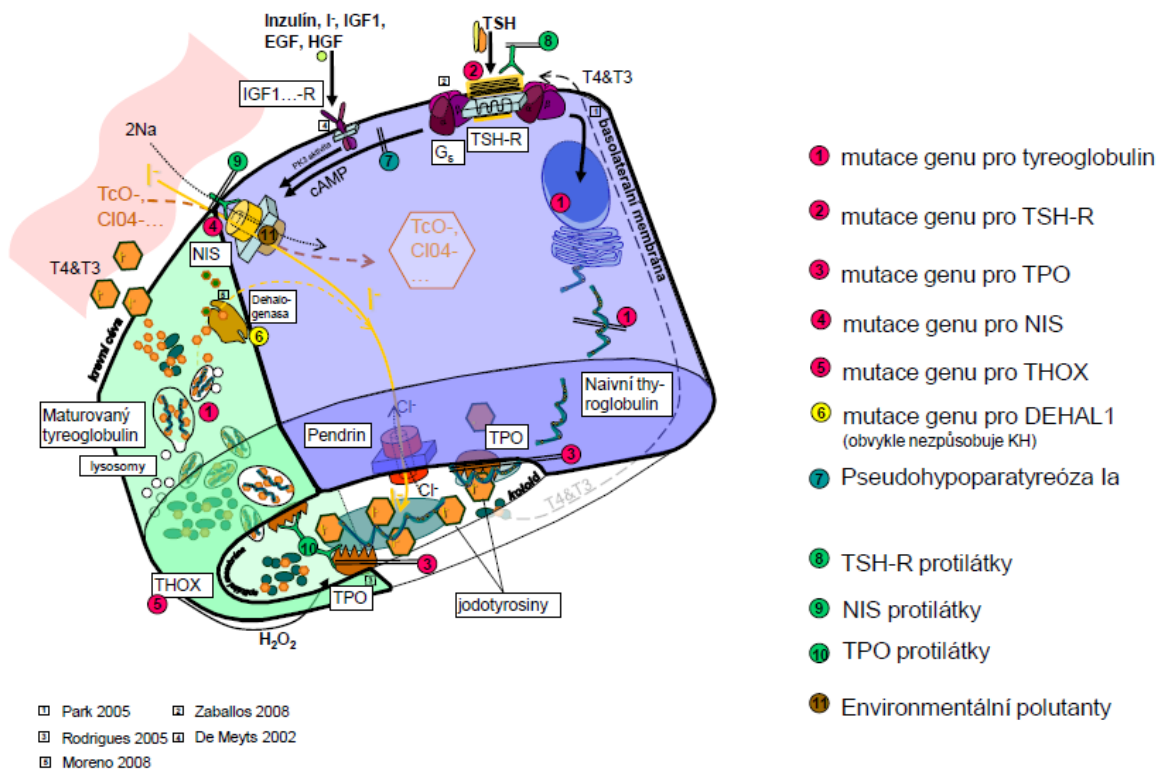 Inzulín, I-, IGF1,
EGF, HGF
TSH
8
2
2
T4&T3
IGF1...-R
4
1
TSH-R
Gs
basolaterální membrána
2Na
9
PK3 aktivita
7
cAMP
I-
TcO-,
Cl04-...
4
11
1
TcO-,
Cl04-
...
NIS
T4&T3
I-
5
Dehalo-
genasa
6
1
krevní céva
Naivní thy-
roglobulin
1
Maturovaný
tyreoglobulin
Pendrin
Cl-
TPO
lysosomy
3
I-
Cl-
koloid
T4&T3
10
THOX
3
5
TPO
3
jodotyrosiny
H2O2
1 mutace genu pro tyreoglobulin
2 mutace genu pro TSH-R
3 mutace genu pro TPO
4 mutace genu pro NIS
5 mutace genu pro THOX
6 mutace genu pro DEHAL1
(obvykle nezpůsobuje KH)
7 Pseudohypoparatyreóza Ia
8 TSH-R protilátky
9 NIS protilátky
10 TPO protilátky
11 Environmentální polutanty
1 Park 2005 2 Zaballos 2008
3 Rodrigues 2005 4 De Meyts 2002
5 Moreno 2008